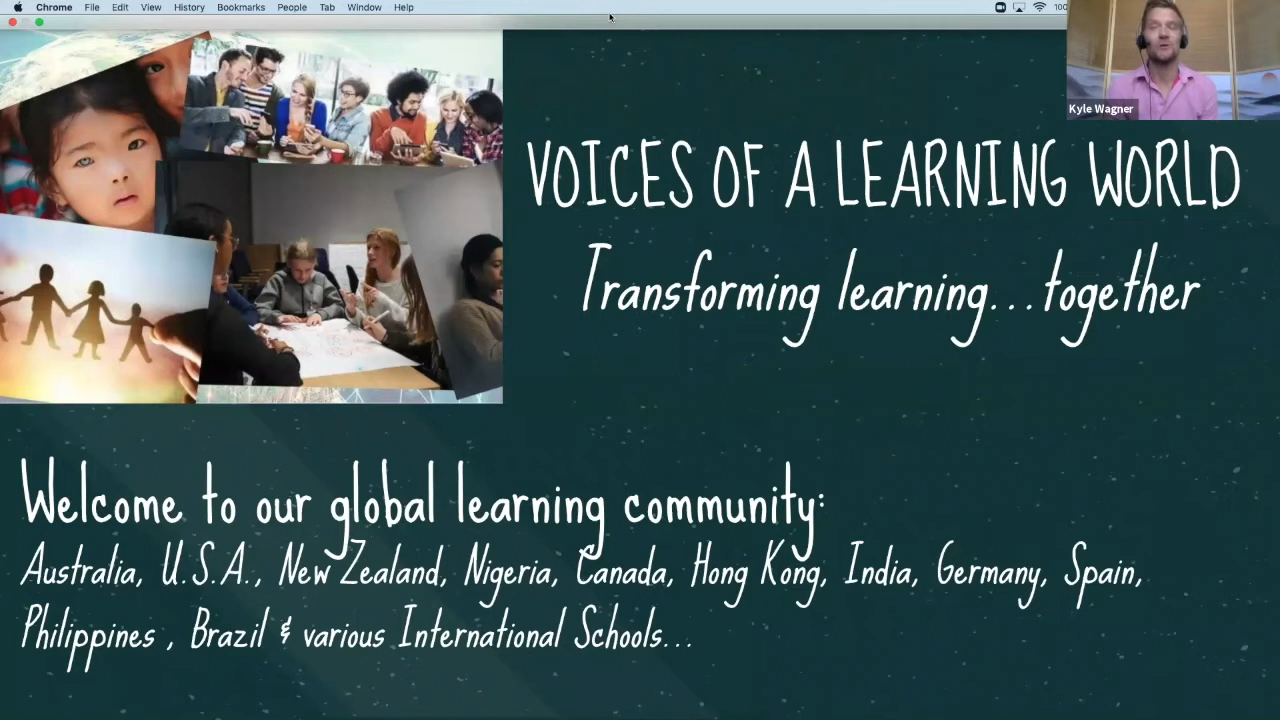 Chrome File Edit View History Bookmarks People Tab Window Help
Kyle Wagner
VOICES OF A LEARNING WORLD
Transforming learning...together
Welcome to our global learning community:
Australia, U.S.A., New Zealand, Nigeria, Canada, Hong Kong, India, Germany, Spain,
Philippines , Brazil & various International Schools...